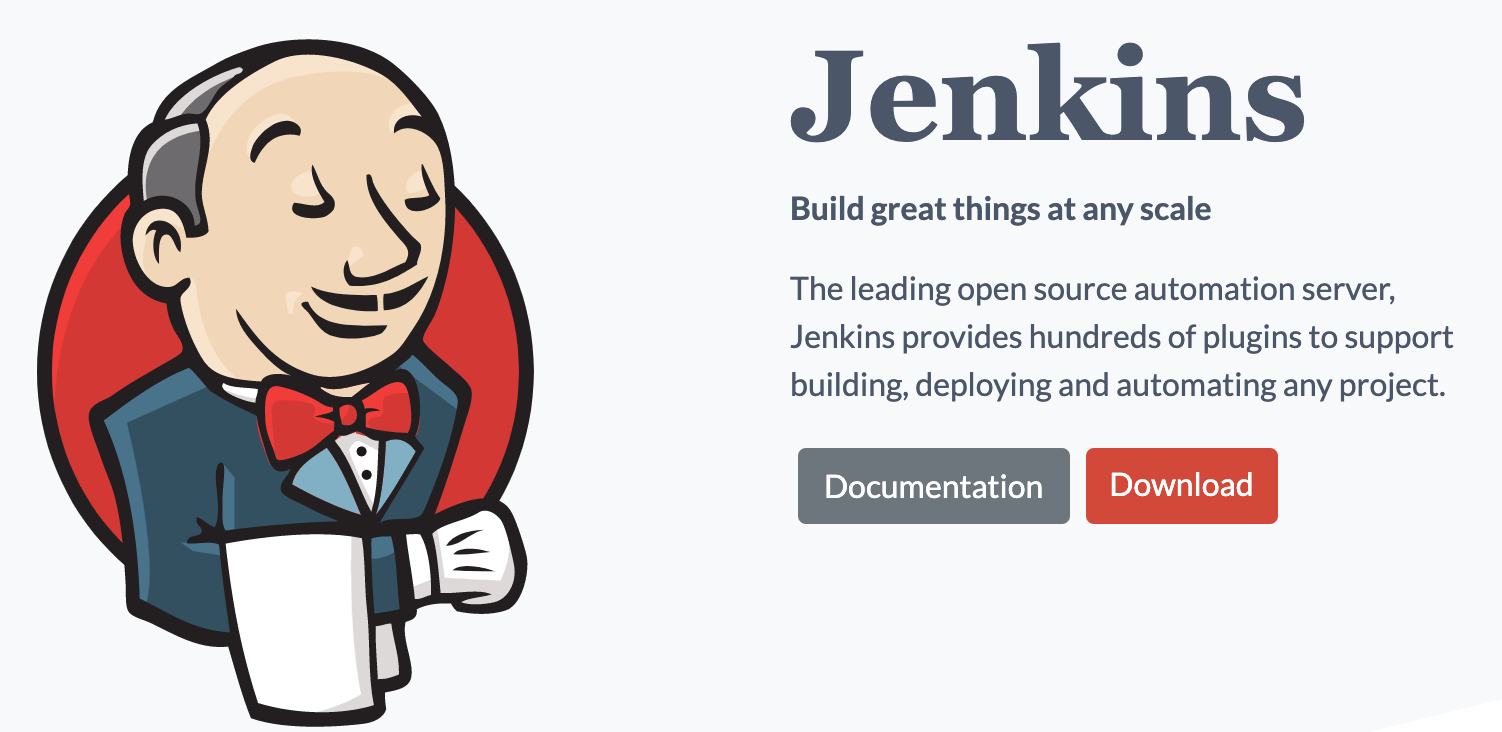 Jenkins
Build great things at any scale
The leading open source automation server,
Jenkins provides hundreds of plugins to support
building, deploying and automating any project.
Documentation
Download